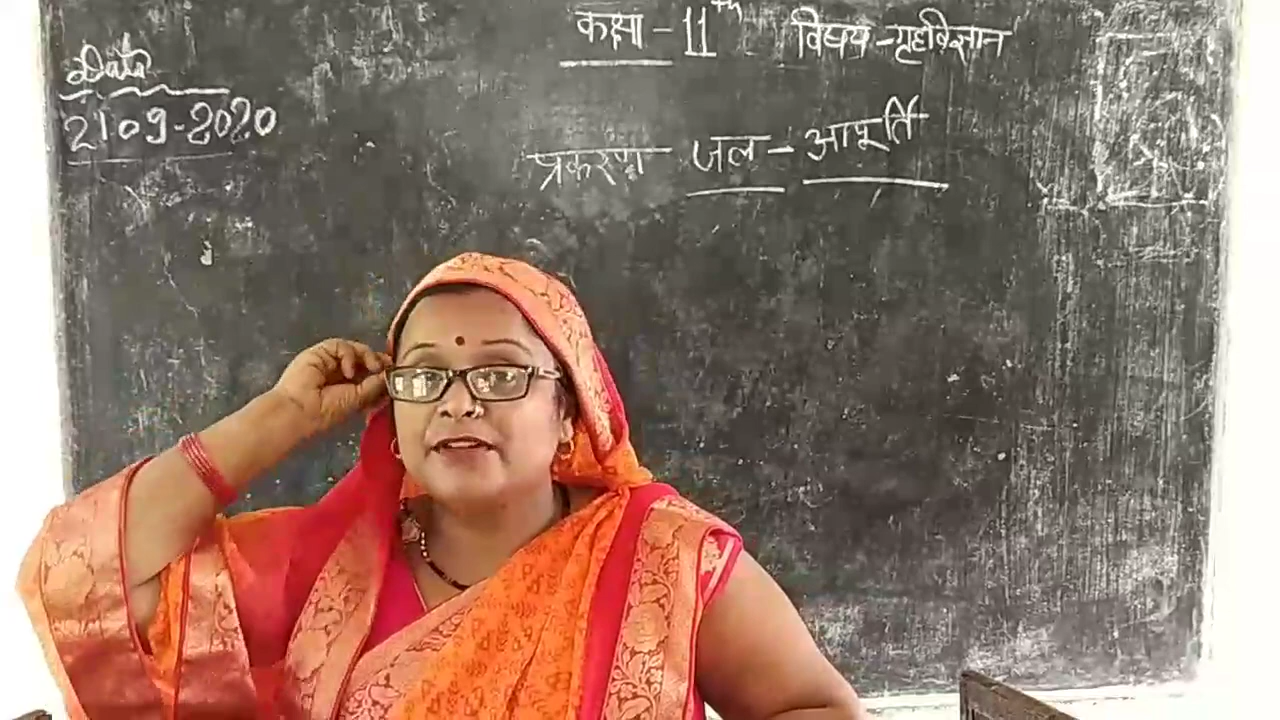 कक्षा - 11th विषय - गृहविज्ञान
Date
21 09-2020
प्रकरण जल - आपूर्ति